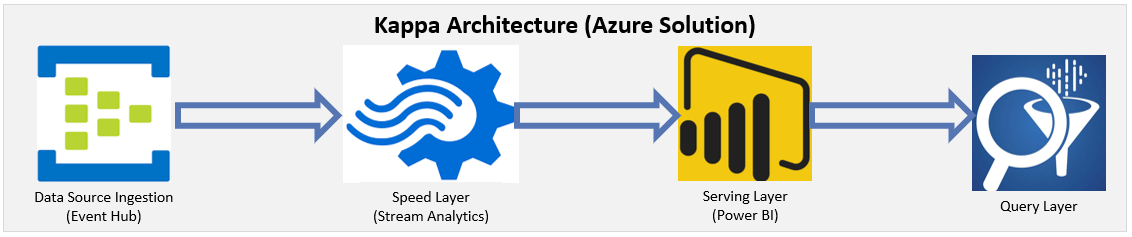 Kappa Architecture (Azure Solution)
Data Source Ingestion
(Event Hub)
Speed Layer
(Stream Analytics)
Serving Layer
(Power BI)
Query Layer